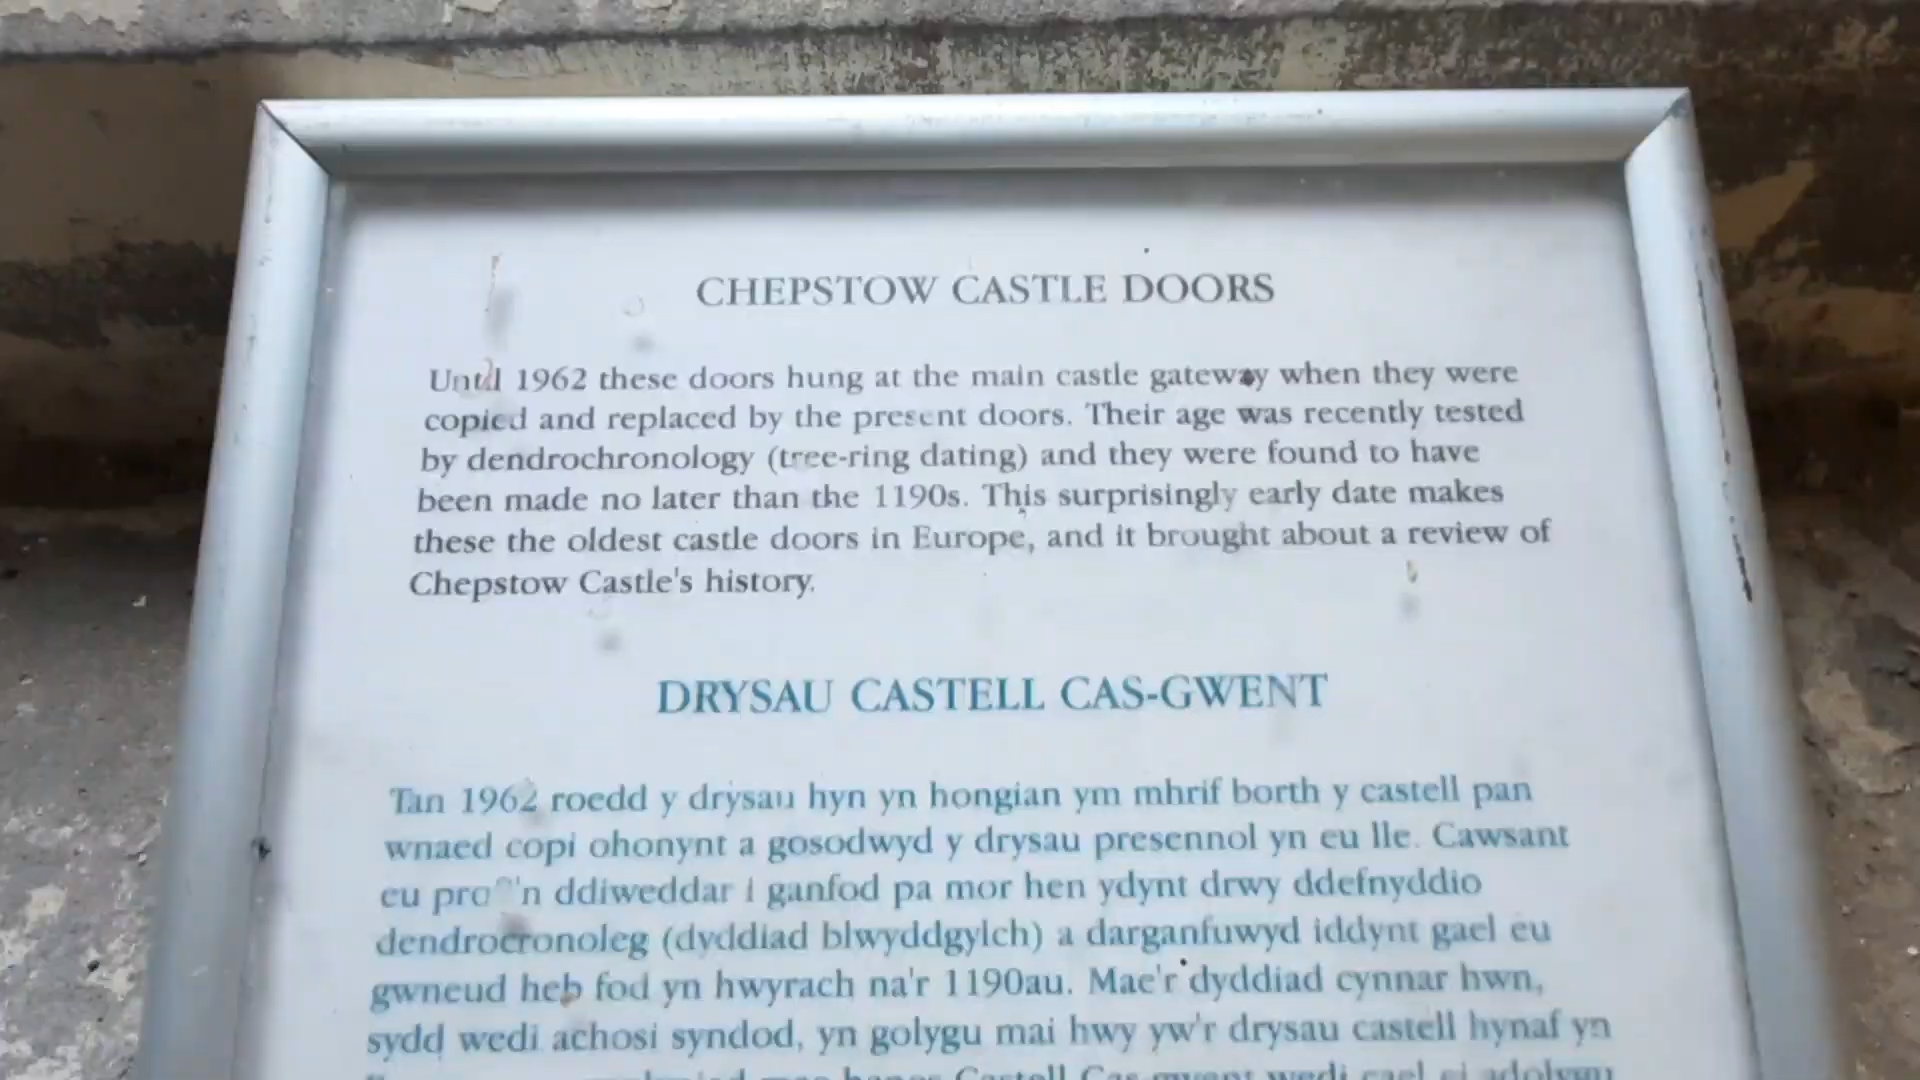 CHEPSTOW CASTLE DOORS
Until 1962 these doors hung at the main castle gateway when they were
copied and replaced by the present doors. Their age was recently tested
by dendrochronology (tree-ring dating) and they were found to have
been made no later than the 1190s. This surprisingly early date makes
these the oldest castle doors in Europe, and it brought about a review of
Chepstow Castle's history.
DRYSAU CASTELL CAS-GWENT
Tan 1962 roedd y drysau hyn yn hongian ym mhrif borth y castell pan
wnaed copi ohonynt a gosodwyd y drysau presennol yn eu lle. Cawsant
eu ddiweddar i ganfod pa mor hen ydynt drwy ddefnyddio
dendrocronoleg (dyddiad blwyddgylch) a darganfuwyd iddynt gael eu
gwneud heb fod yn hwyrach na'r 1190au. Mae'r dyddiad cynnar hwn,
sydd wedi achosi syndod, yn golygu mai hwy yw'r drysau castell hynaf yn
Castell Cas-gwent wedi cael ei adolygu